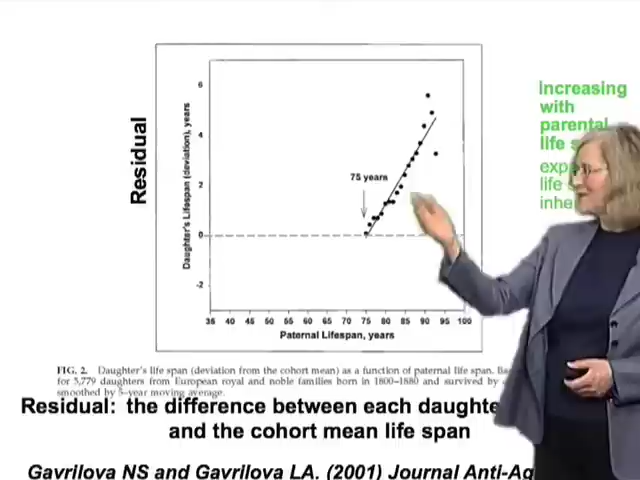 Residual
Daughter's Lifespan (deviation), years
6
4
2
0
-2
75 years
35 40 45 50 55 60 65 70 75 80 85 90 95 100
Paternal Lifespan, years
Increasing
with
parental
life
exp
life
inhe
FIG. 2. Daughter's life span (deviation from the cohort mean) as a function of paternal life span.
for 5,779 daughters from European royal and noble families born in 1800–1880 and survived by
smoothed by 5-year moving average.
Residual: the difference between each daughte
and the cohort mean life span
Gavrilova NS and Gavrilova LA. (2001) Journal Anti-Ag